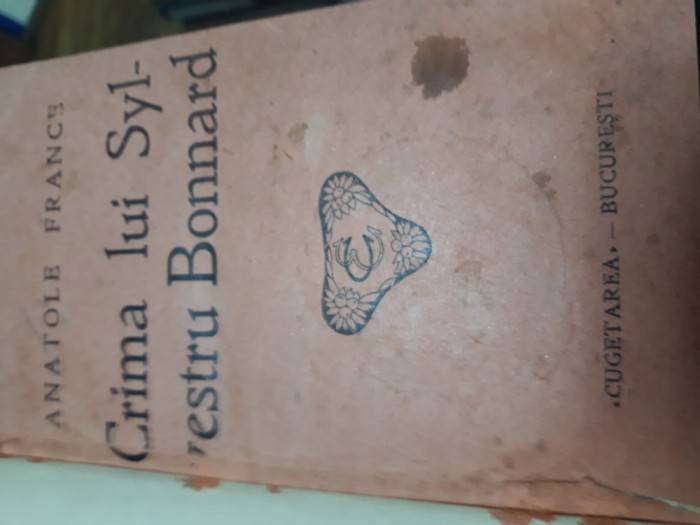 ANATOLE FRANCE
Crima lui Syl-
vestru Bonnard
„CUGETAREA" — BUCUREȘTI